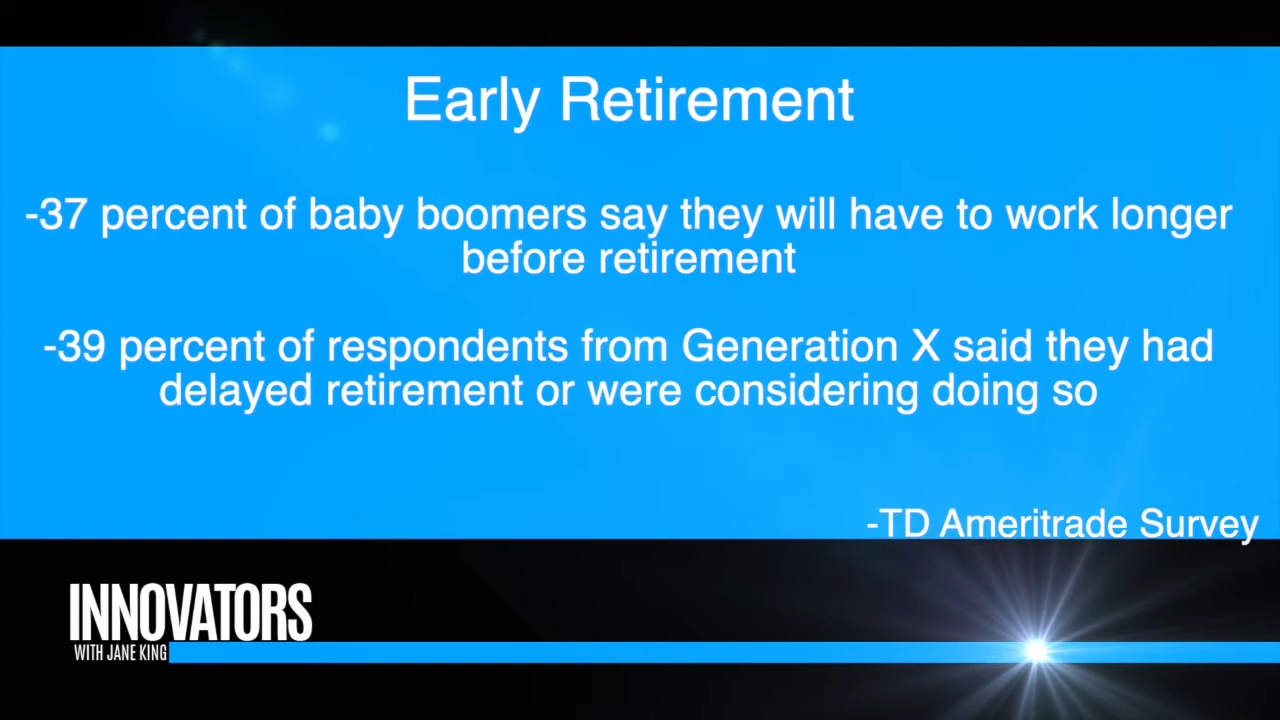 Early Retirement
-37 percent of baby boomers say they will have to work longer
before retirement
-39 percent of respondents from Generation X said they had
delayed retirement or were considering doing so
-TD Ameritrade Survey
INNOVATORS
WITH JANE KING